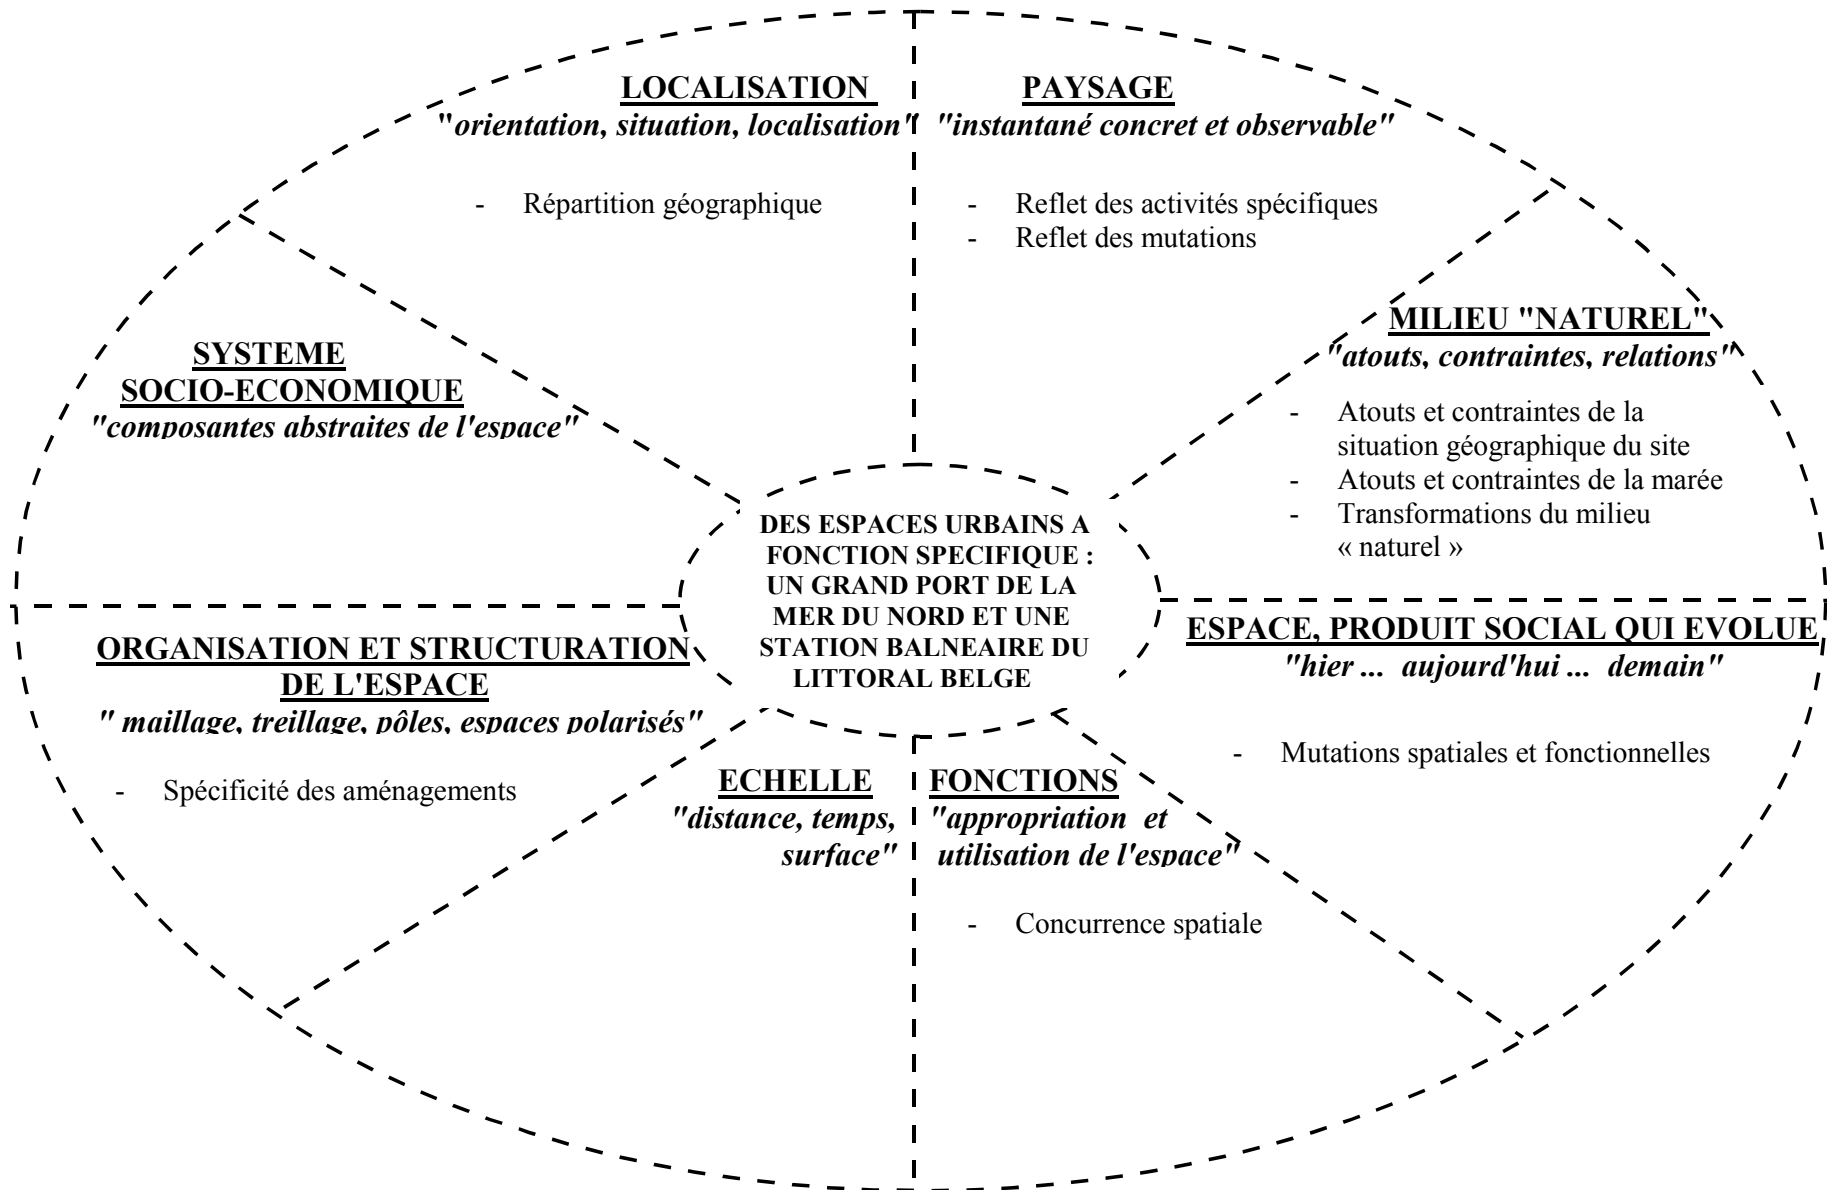 LOCALISATION
"orientation, situation, localisation"
- Répartition géographique
PAYSAGE
"instantané concret et observable"
- Reflet des activités spécifiques
- Reflet des mutations
MILIEU "NATUREL"
"atouts, contraintes, relations"
- Atouts et contraintes de la
situation géographique du site
- Atouts et contraintes de la marée
- Transformations du milieu
« naturel »
SYSTEME
SOCIO-ECONOMIQUE
"composantes abstraites de l'espace"
DES ESPACES URBAINS A
FONCTION SPECIFIQUE :
UN GRAND PORT DE LA
MER DU NORD ET UNE
STATION BALNEAIRE DU
LITTORAL BELGE
ESPACE, PRODUIT SOCIAL QUI EVOLUE
"hier ... aujourd'hui ... demain"
- Mutations spatiales et fonctionnelles
ORGANISATION ET STRUCTURATION
DE L'ESPACE
" maillage, treillage, pôles, espaces polarisés"
- Spécificité des aménagements
ECHELLE
"distance, temps,
surface"
FONCTIONS
"appropriation et
utilisation de l'espace"
- Concurrence spatiale